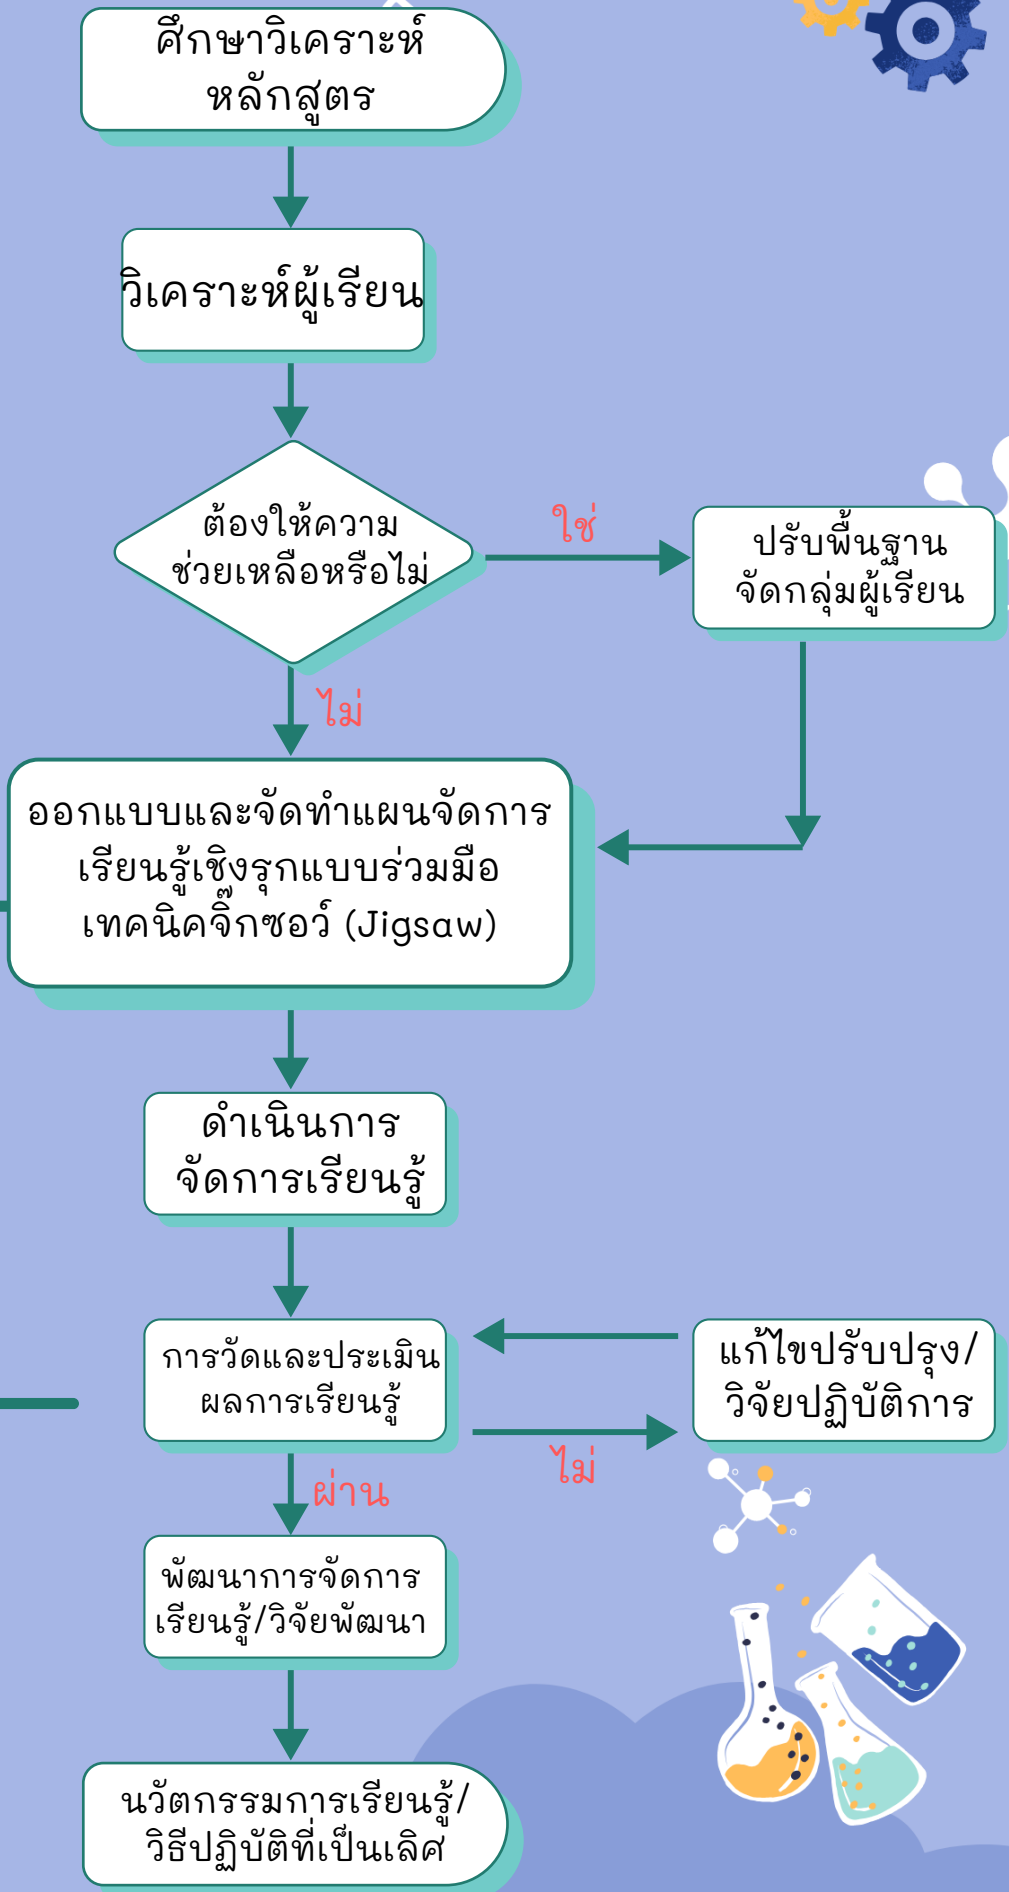 ศึกษาวิเคราะห์
หลักสูตร
วิเคราะห์ผู้เรียน
ต้องให้ความ
ช่วยเหลือหรือไม่
ใช่
ปรับพื้นฐาน
จัดกลุ่มผู้เรียน
ไม่
ออกแบบและจัดทำแผนจัดการ
เรียนรู้เชิงรุกแบบร่วมมือ
เทคนิคจิ๊กซอว์ (Jigsaw)
ดำเนินการ
จัดการเรียนรู้
การวัดและประเมิน
ผลการเรียนรู้
แก้ไขปรับปรุง/
วิจัยปฏิบัติการ
ไม่
ผ่าน
พัฒนาการจัดการ
เรียนรู้/วิจัยพัฒนา
นวัตกรรมการเรียนรู้/
วิธีปฏิบัติที่เป็นเลิศ